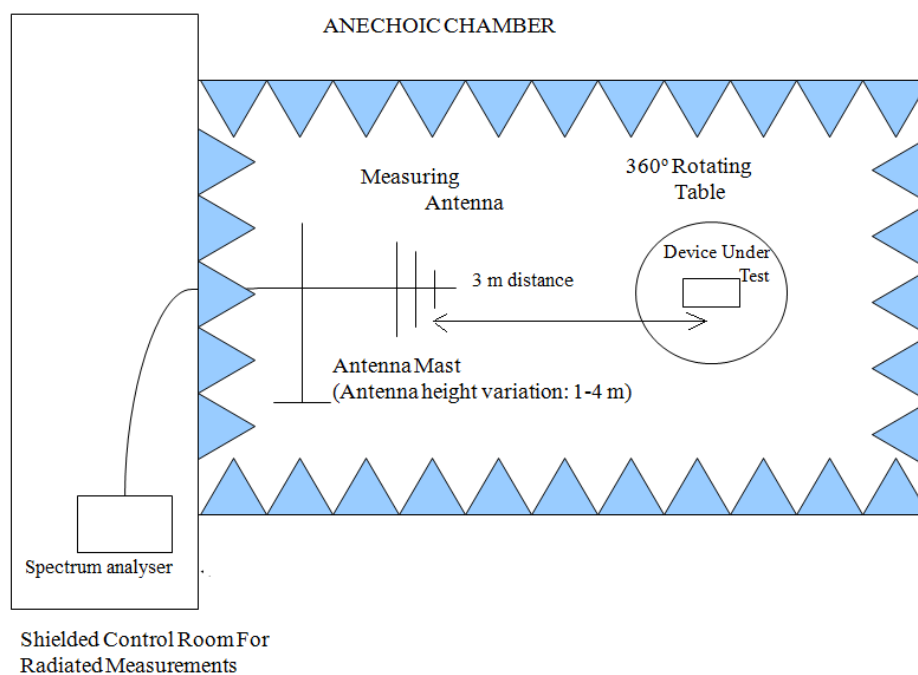 ANECHOIC CHAMBER
360° Rotating
Table
Measuring
Antenna
Device Under
Test
3 m distance
Antenna Mast
(Antenna height variation: 1-4 m)
Spectrum analyser
Shielded Control Room For
Radiated Measurements